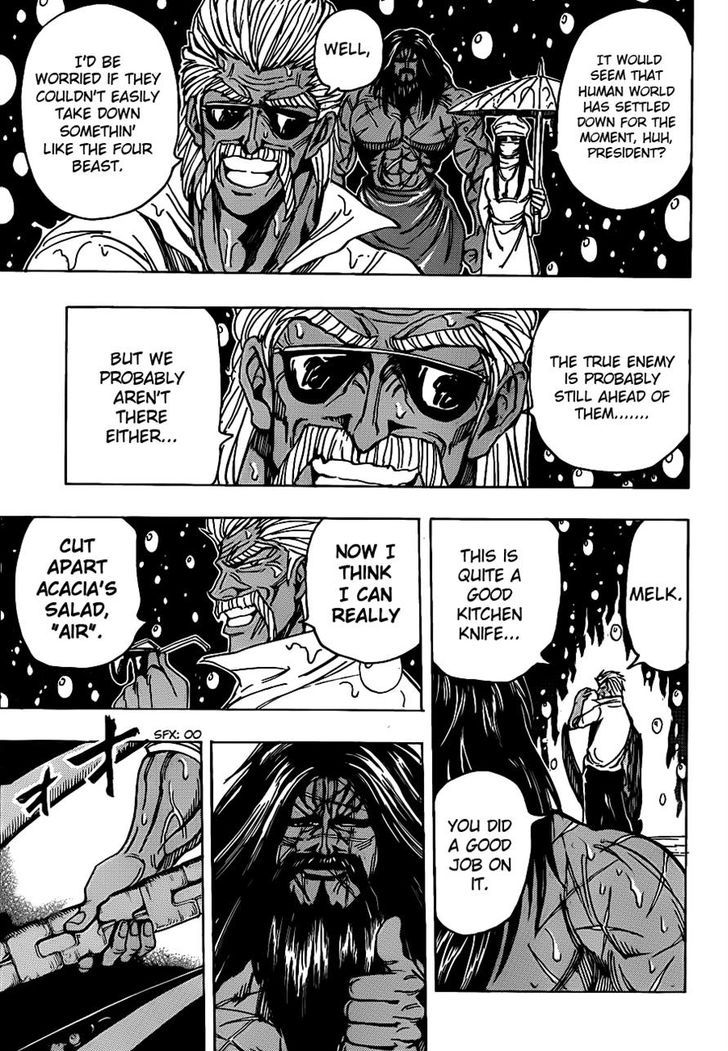 IT WOULD
SEEM THAT
HUMAN WORLD
HAS SETTLED
DOWN FOR THE
MOMENT, HUH,
PRESIDENT?
WELL,
I'D BE
WORRIED IF THEY
COULDN'T EASILY
TAKE DOWN
SOMETHIN'
LIKE THE FOUR
BEAST.
THE TRUE ENEMY
IS PROBABLY
STILL AHEAD OF
THEM.......
BUT WE
PROBABLY
AREN'T
THERE
EITHER...
MELK.
THIS IS
QUITE A
GOOD
KITCHEN
KNIFE...
YOU DID
A GOOD
JOB ON
IT.
NOW I
THINK
I CAN
REALLY
CUT
APART
ACACIA'S
SALAD,
"AIR".
SFX: OO
オオ